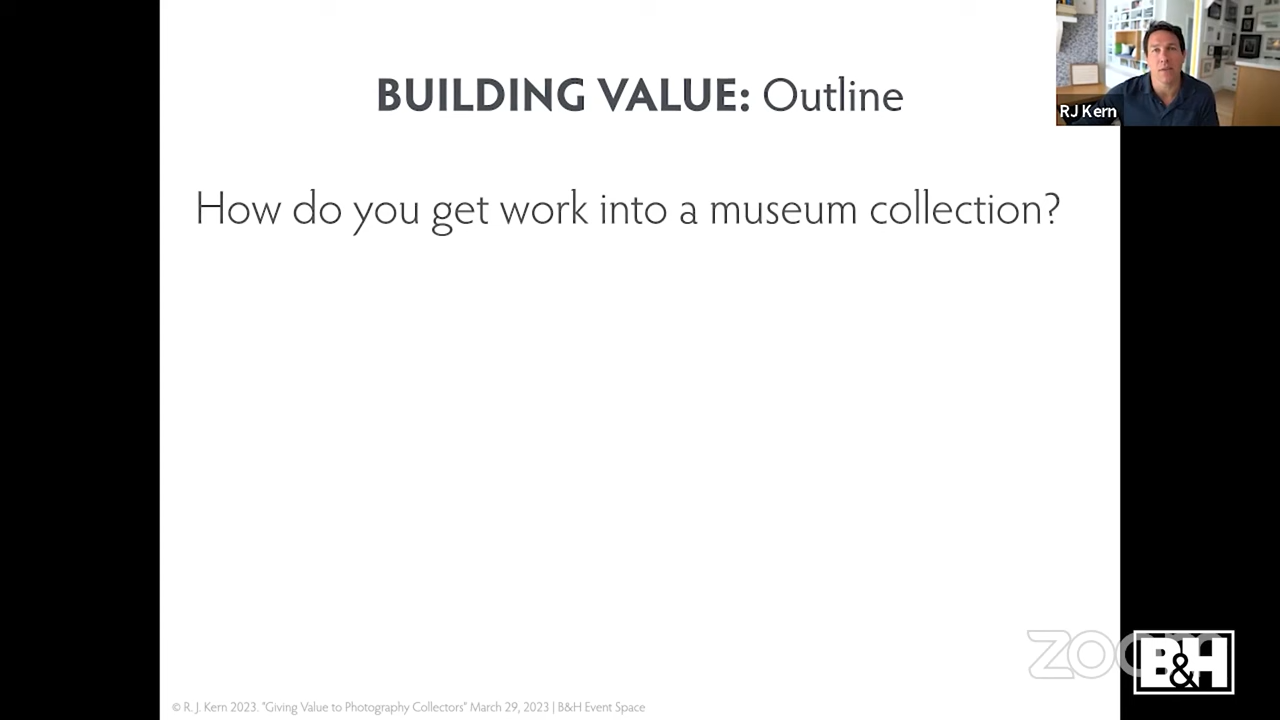 BUILDING VALUE: Outline
RJ Kern
How do you get work into a museum collection?
zoom
B&H
© R. J. Kern 2023. "Giving Value to Photography Collectors" March 29, 2023 | B&H Event Space